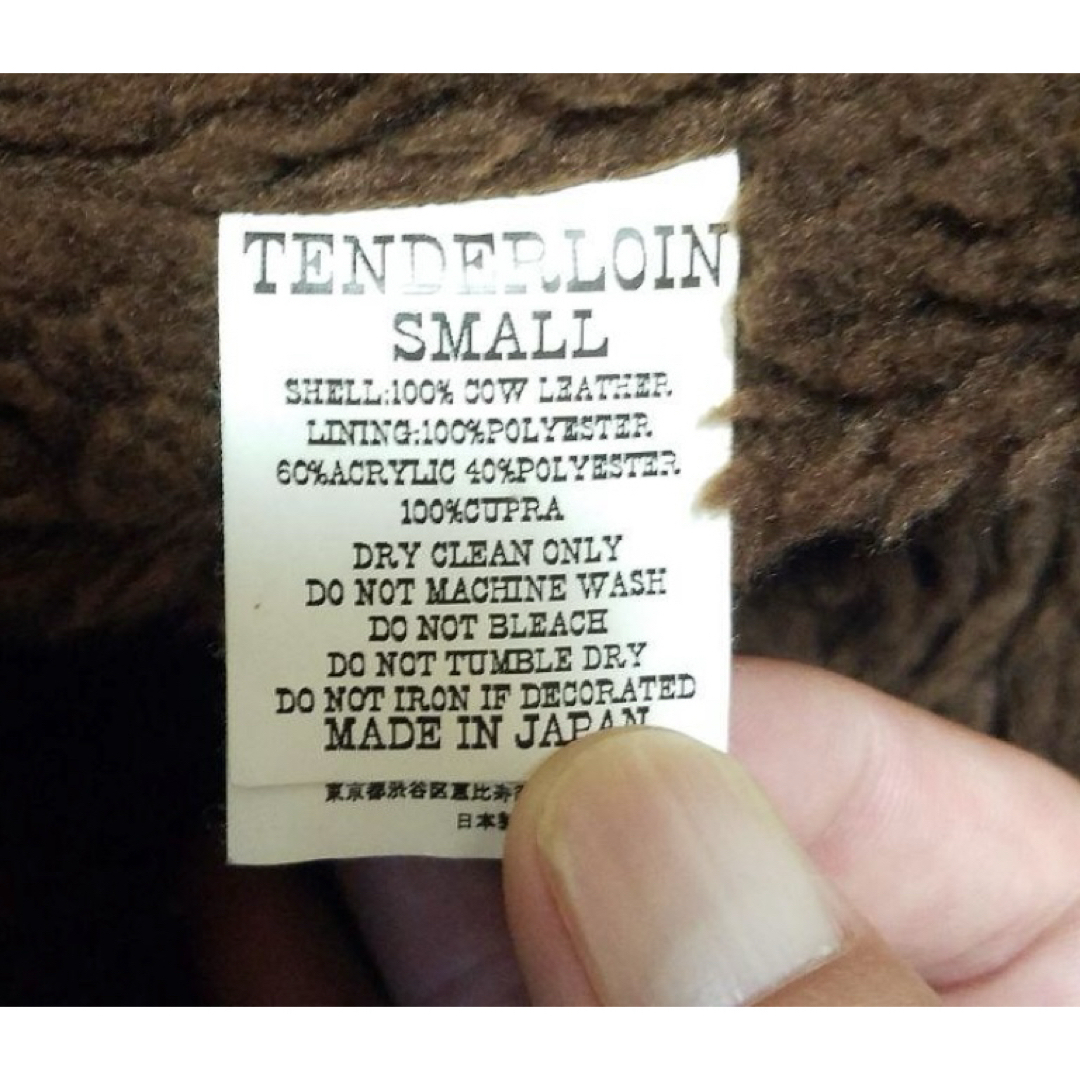 TENDERLOIN
SMALL
SHELL:100% COW LEATHER
LINING:100%POLYESTER
60%ACRYLIC 40%POLYESTER
100%CUPRA
DRY CLEAN ONLY
DO NOT MACHINE WASH
DO NOT BLEACH
DO NOT TUMBLE DRY
DO NOT IRON IF DECORATED
MADE IN JAPAN
東京都渋谷区恵比寿
日本製